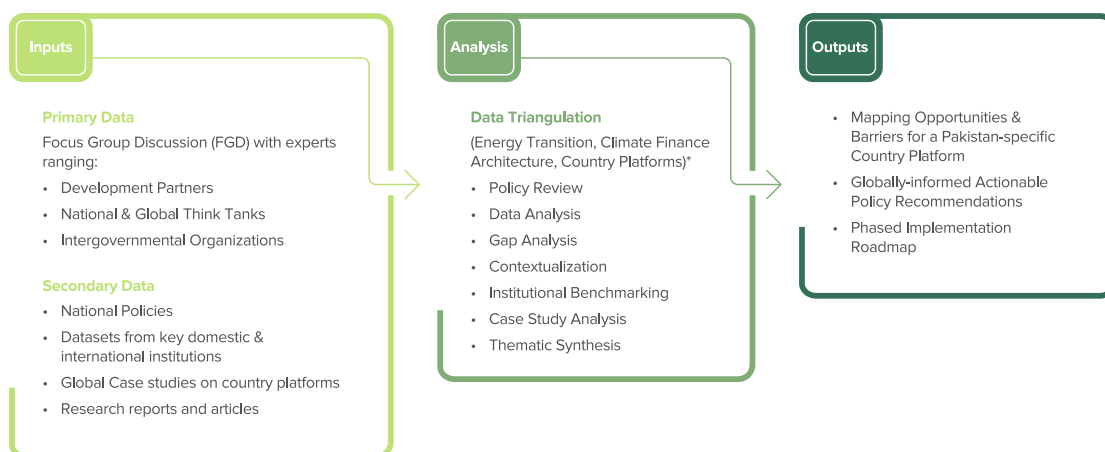 Inputs
Primary Data
Focus Group Discussion (FGD) with experts
ranging:
• Development Partners
• National & Global Think Tanks
• Intergovernmental Organizations
Secondary Data
• National Policies
• Datasets from key domestic &
international institutions
• Global Case studies on country platforms
• Research reports and articles
Analysis
Data Triangulation
(Energy Transition, Climate Finance
Architecture, Country Platforms)*
• Policy Review
• Data Analysis
• Gap Analysis
• Contextualization
• Institutional Benchmarking
• Case Study Analysis
• Thematic Synthesis
Outputs
• Mapping Opportunities &
Barriers for a Pakistan-specific
Country Platform
• Globally-informed Actionable
Policy Recommendations
• Phased Implementation
Roadmap